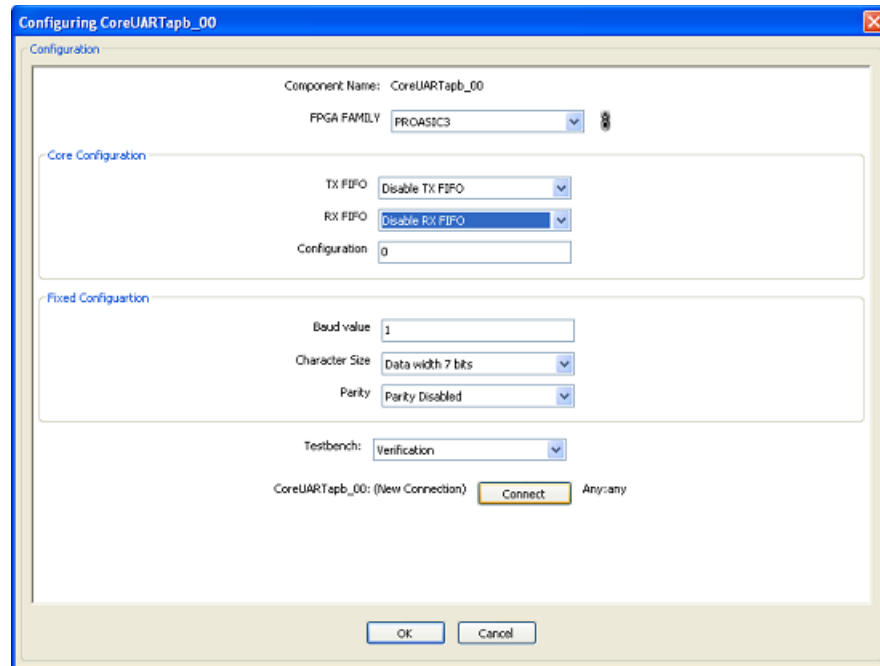 Configuring CoreUARTapb_00
Configuration
Component Name: CoreUARTapb_00
FPGA FAMILY PROASIC3
Core Configuration
TX FIFO Disable TX FIFO
RX FIFO Disable RX FIFO
Configuration 0
Fixed Configuartion
Baud value 1
Character Size Data width 7 bits
Parity Parity Disabled
Testbench: Verification
CoreUARTapb_00: (New Connection) Connect Any:any
OK Cancel